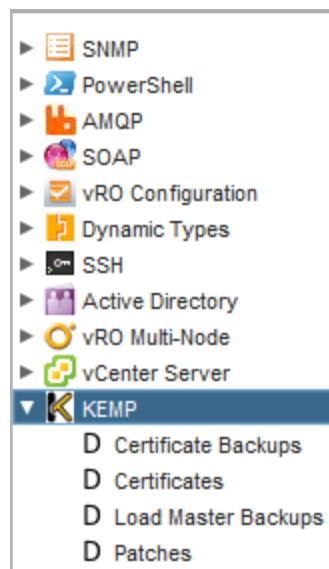 SNMP
PowerShell
AMQP
SOAP
vRO Configuration
Dynamic Types
SSH
Active Directory
vRO Multi-Node
vCenter Server
KEMP
D Certificate Backups
D Certificates
D Load Master Backups
D Patches